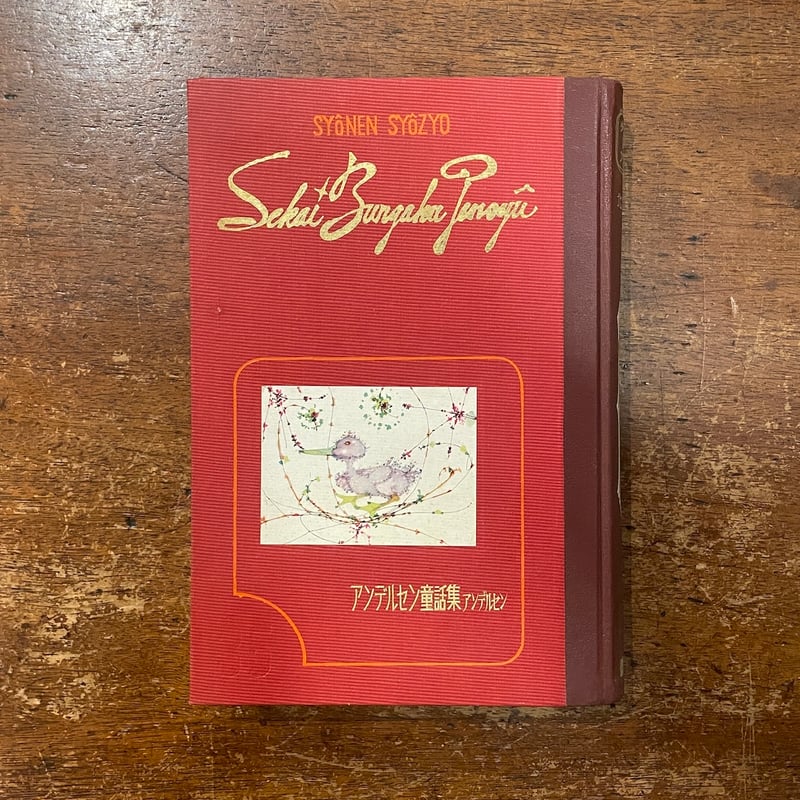 SYôNEN SYôZYO
Sekai Bungaku Zensyû
アンデルセン童話集 アンデルセン